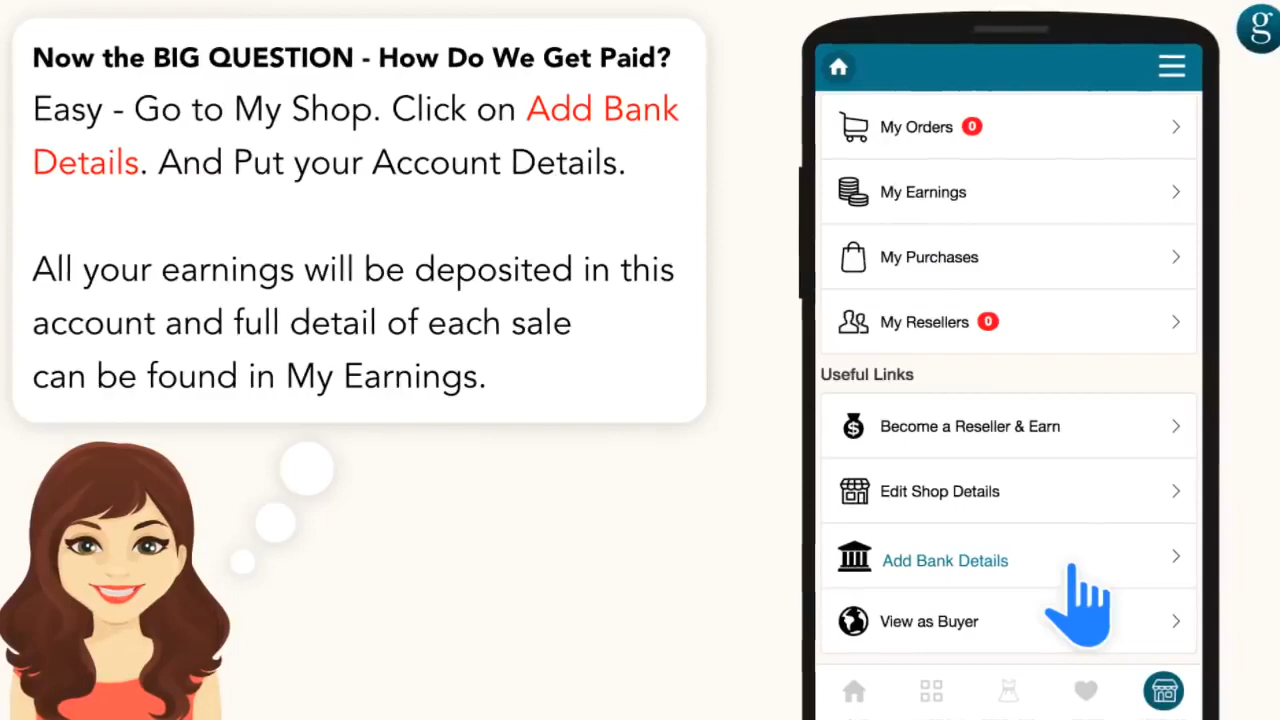 Now the BIG QUESTION - How Do We Get Paid?
Easy - Go to My Shop. Click on Add Bank
Details. And Put your Account Details.
All your earnings will be deposited in this
account and full detail of each sale
can be found in My Earnings.
g
My Orders 0
My Earnings
My Purchases
My Resellers 0
Useful Links
Become a Reseller & Earn
Edit Shop Details
Add Bank Details
View as Buyer